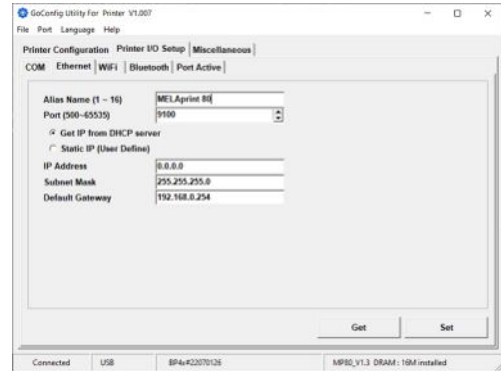 GoConfig Utility For Printer V1.007
File Port Language Help
Printer Configuration Printer I/O Setup Miscellaneous
COM Ethernet WiFi Bluetooth Port Active
Alias Name (1 ~ 16) MELAprint 80
Port (500~65535) 9100
Get IP from DHCP server
Static IP (User Define)
IP Address 0.0.0.0
Subnet Mask 255.255.255.0
Default Gateway 192.168.0.254
Get Set
Connected USB BP4x#22070126 MP80_V1.3 DRAM : 16M installed